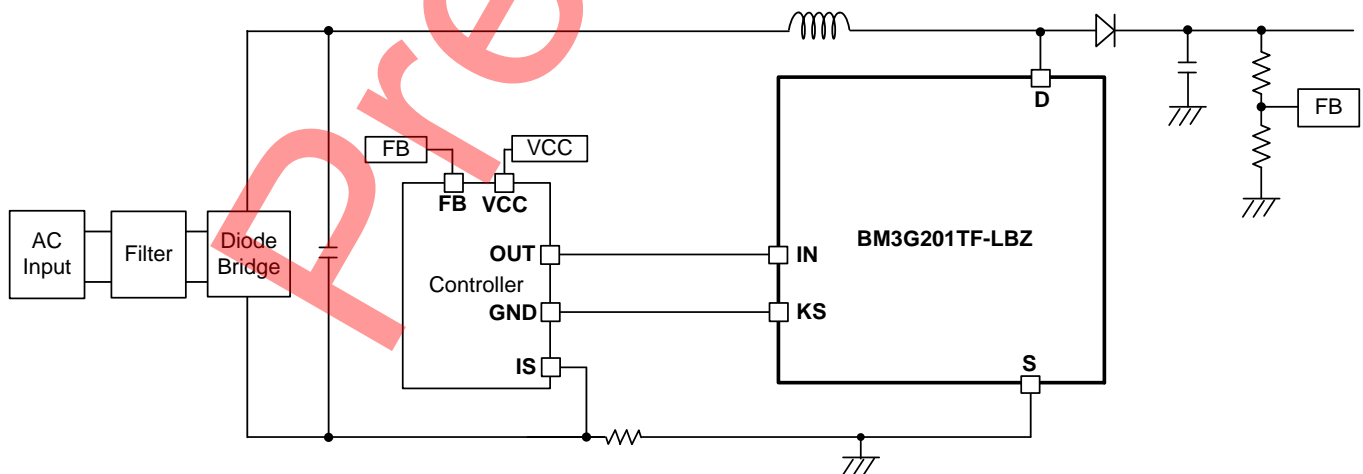 Pre
D
FB
FB
VCC
FB VCC
AC
Input
Filter
Diode
Bridge
OUT
Controller
GND
IS
IN
KS
BM3G201TF-LBZ
S